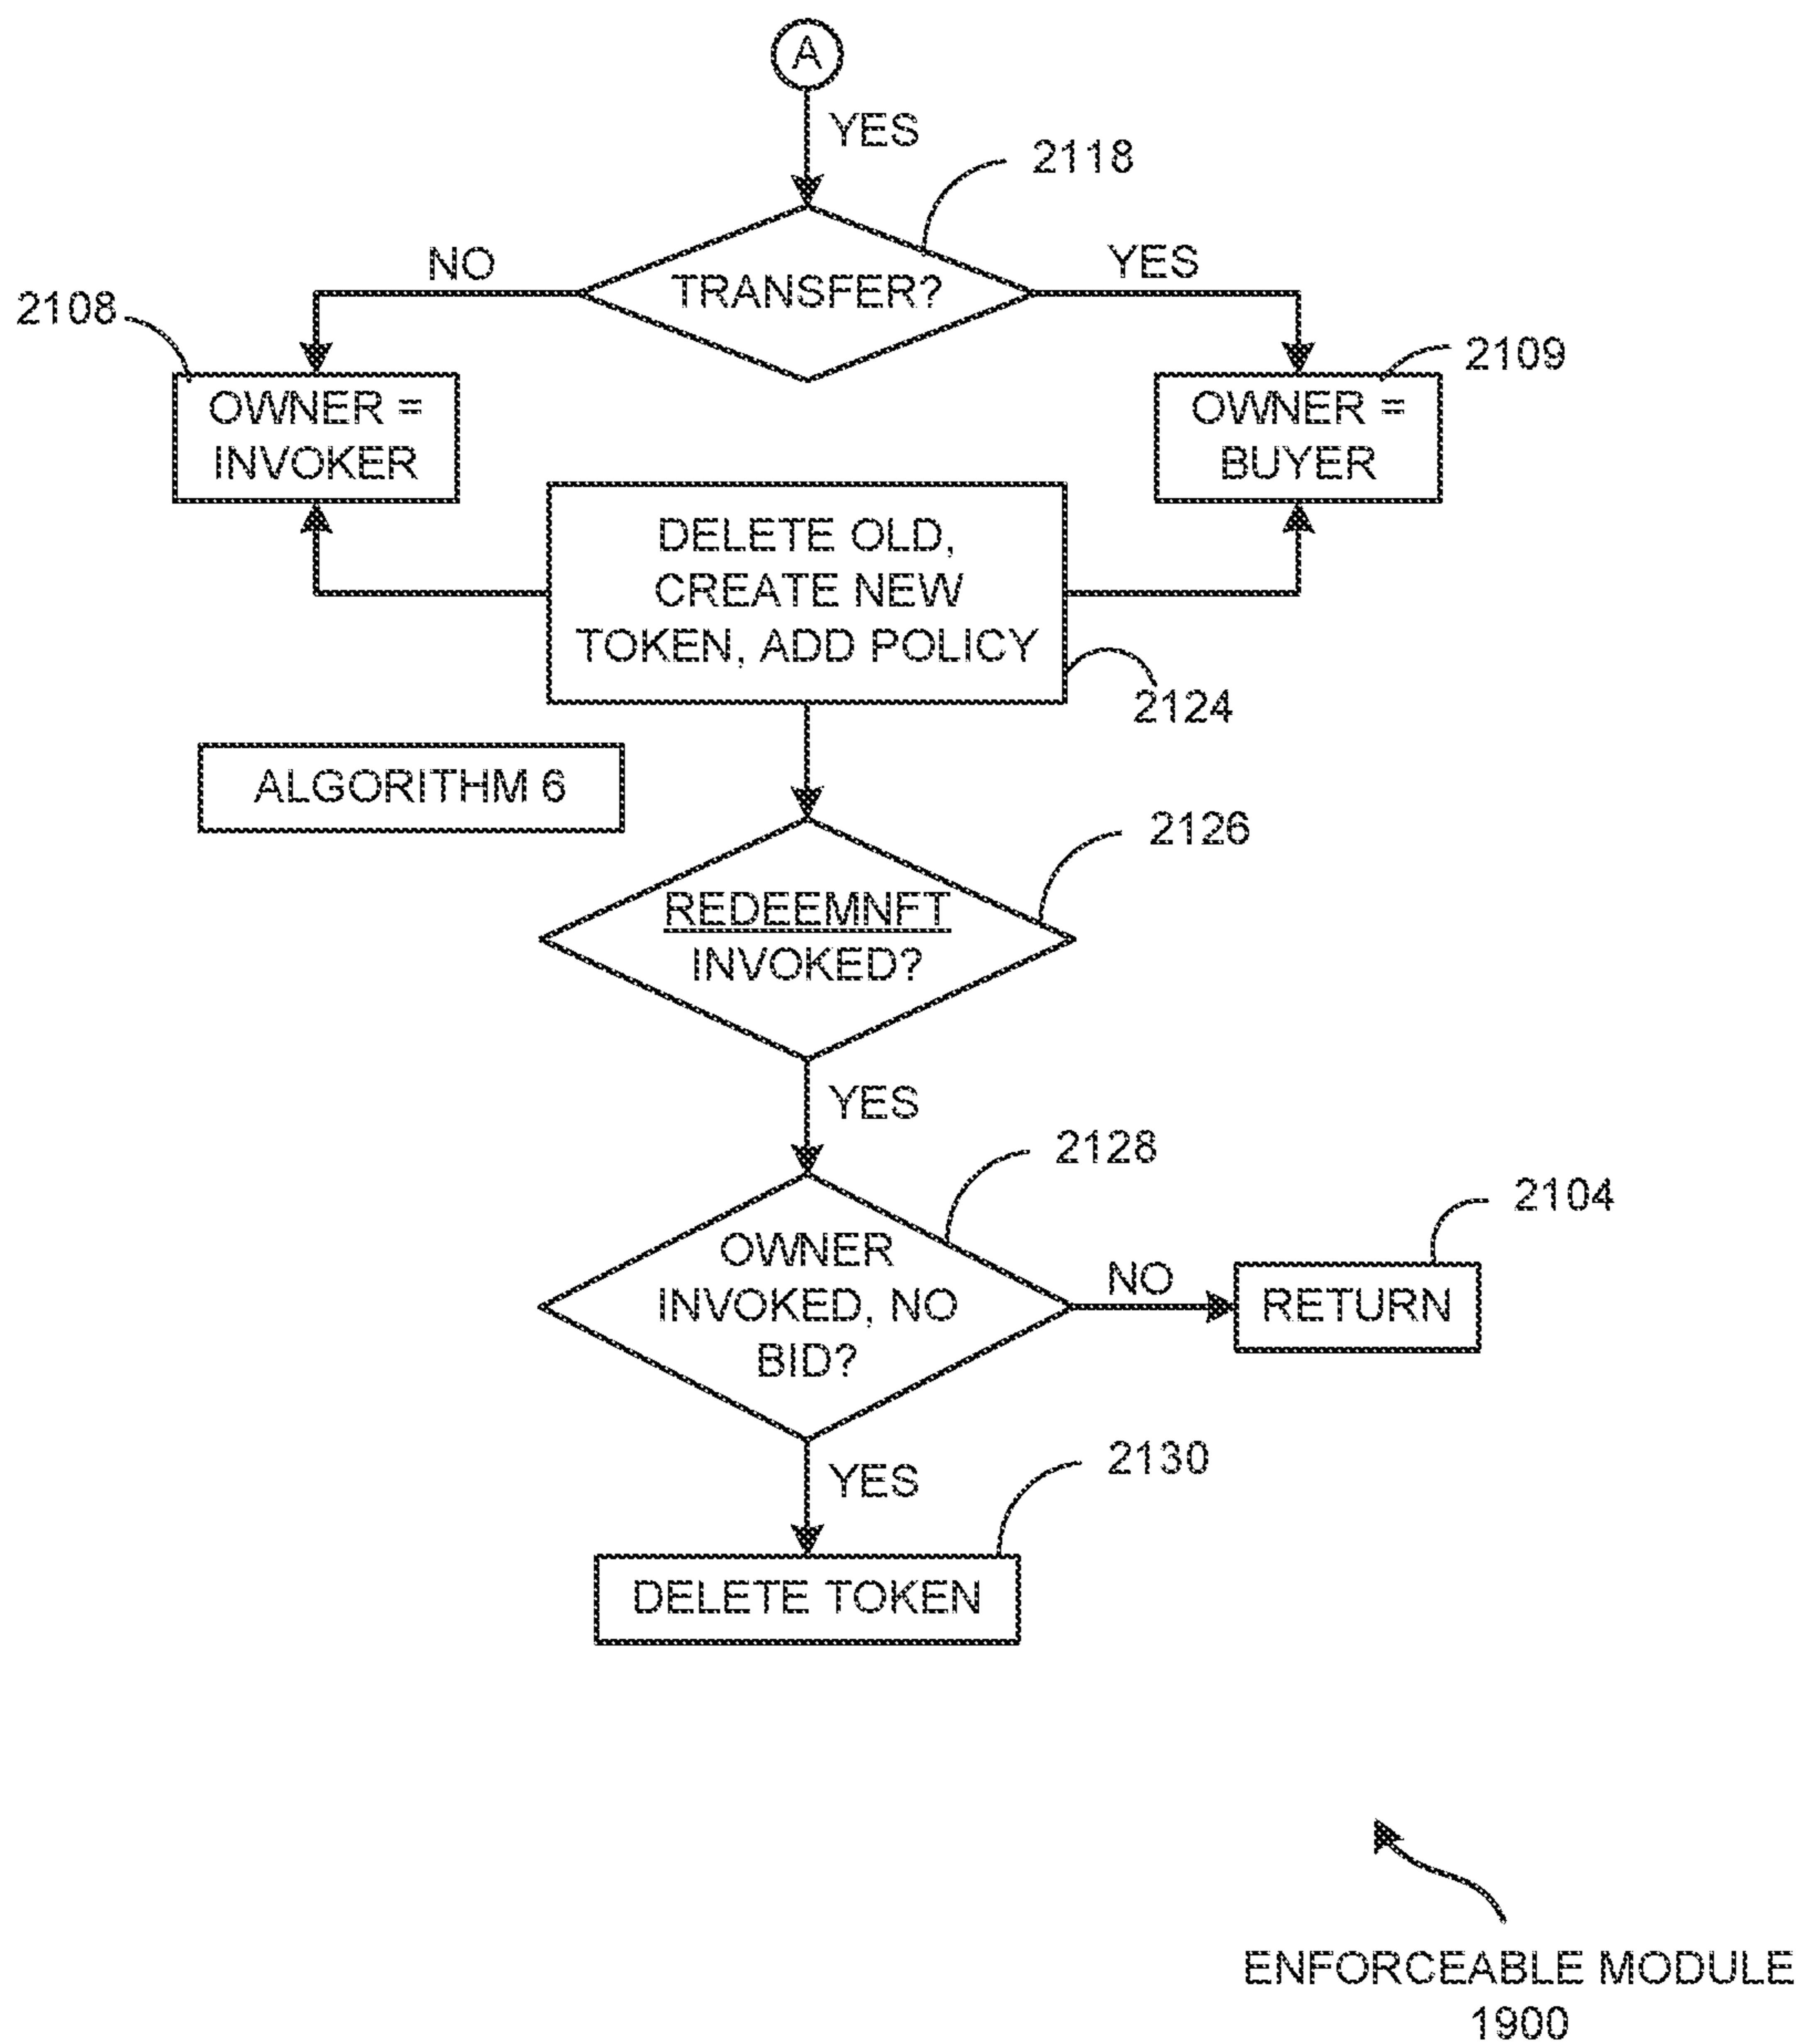 A
YES
2118
NO
YES
TRANSFER?
2108
2109
OWNER =
INVOKER
OWNER =
BUYER
DELETE OLD,
CREATE NEW
TOKEN, ADD POLICY
2124
ALGORITHM 6
2126
REDEEMNFT
INVOKED?
YES
2128
2104
OWNER
INVOKED, NO
BID?
NO
RETURN
YES
2130
DELETE TOKEN
ENFORCEABLE MODULE
1900